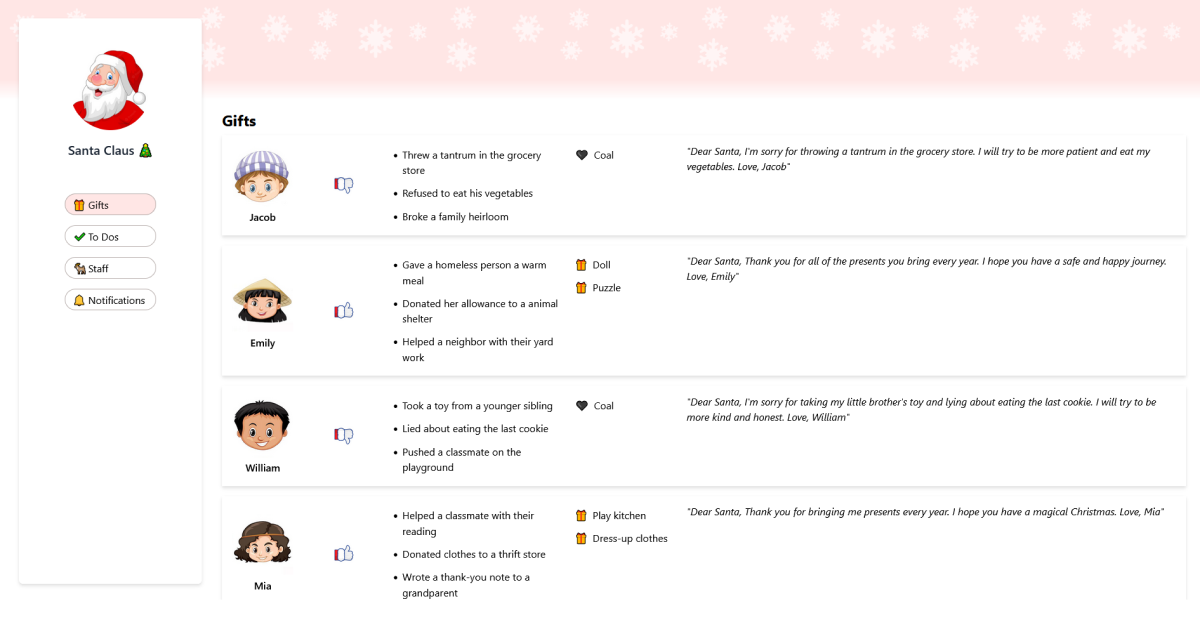 Santa Claus
Gifts
To Dos
Staff
Notifications
Gifts
Jacob
Threw a tantrum in the grocery
store
Refused to eat his vegetables
Broke a family heirloom
Coal
"Dear Santa, I'm sorry for throwing a tantrum in the grocery store. I will try to be more patient and eat my
vegetables. Love, Jacob"
Emily
Gave a homeless person a warm
meal
Donated her allowance to a animal
shelter
Helped a neighbor with their yard
work
Doll
Puzzle
"Dear Santa, Thank you for all of the presents you bring every year. I hope you have a safe and happy journey.
Love, Emily"
William
Took a toy from a younger sibling
Lied about eating the last cookie
Pushed a classmate on the
playground
Coal
"Dear Santa, I'm sorry for taking my little brother's toy and lying about eating the last cookie. I will try to be
more kind and honest. Love, William"
Mia
Helped a classmate with their
reading
Donated clothes to a thrift store
Wrote a thank-you note to a
grandparent
Play kitchen
Dress-up clothes
"Dear Santa, Thank you for bringing me presents every year. I hope you have a magical Christmas. Love, Mia"